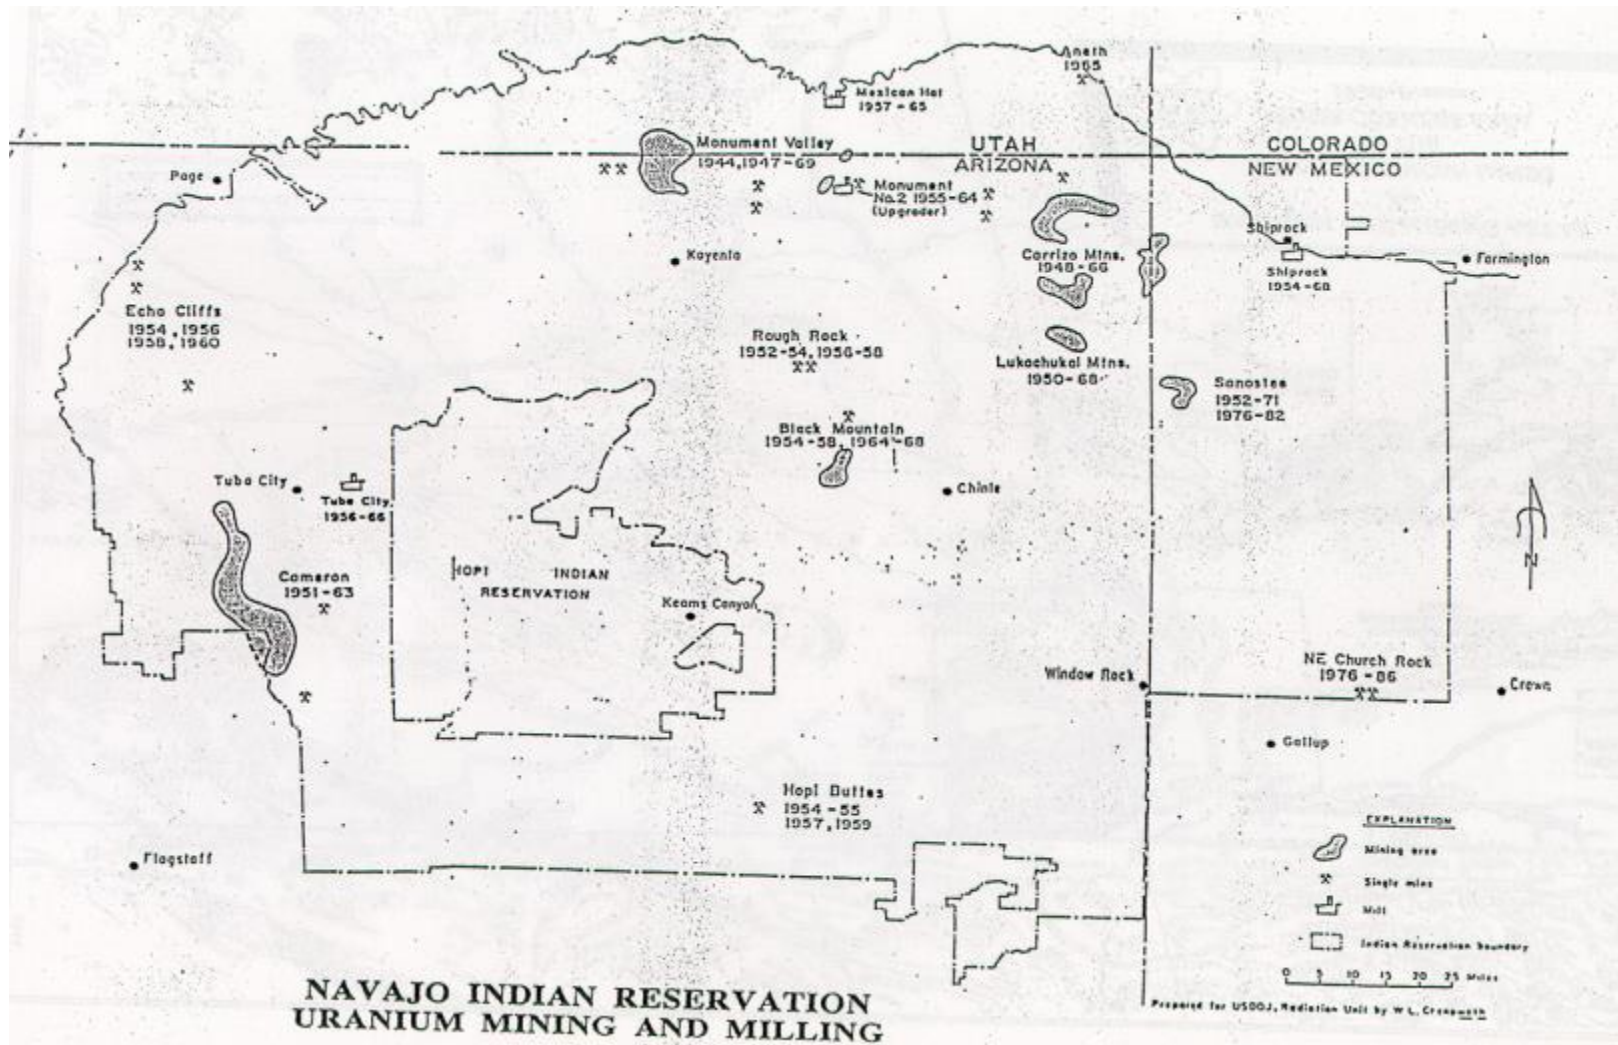 Aneth
1965
Mexican Hat
1957 - 65
Monument Valley
1944, 1947 - 69
UTAH
ARIZONA
COLORADO
NEW MEXICO
Page
Monument
No. 2 1955 - 64
(Upgrader)
Kayenta
Carrizo Mtns.
1948 - 66
Shiprock
Shiprock
1954 - 68
Farmington
Echo Cliffs
1954, 1956
1958, 1960
Rough Rock
1952 - 54, 1956 - 58
Lukachukai Mtns.
1950 - 68
Sanostee
1952 - 71
1976 - 82
Black Mountain
1954 - 58, 1964 - 68
Tuba City
Tuba City
1956 - 66
Chinle
N
Cameron
1951 - 63
HOPI INDIAN
RESERVATION
Keams Canyon
Window Rock
NE Church Rock
1976 - 86
Crown
Gallup
Hopi Buttes
1954 - 55
1957, 1959
Flagstaff
EXPLANATION
Mining area
Single mine
Mill
Indian Reservation boundary
0 5 10 15 20 25 Miles
Prepared for USDOJ, Radiation Unit by W L.
NAVAJO INDIAN RESERVATION
URANIUM MINING AND MILLING